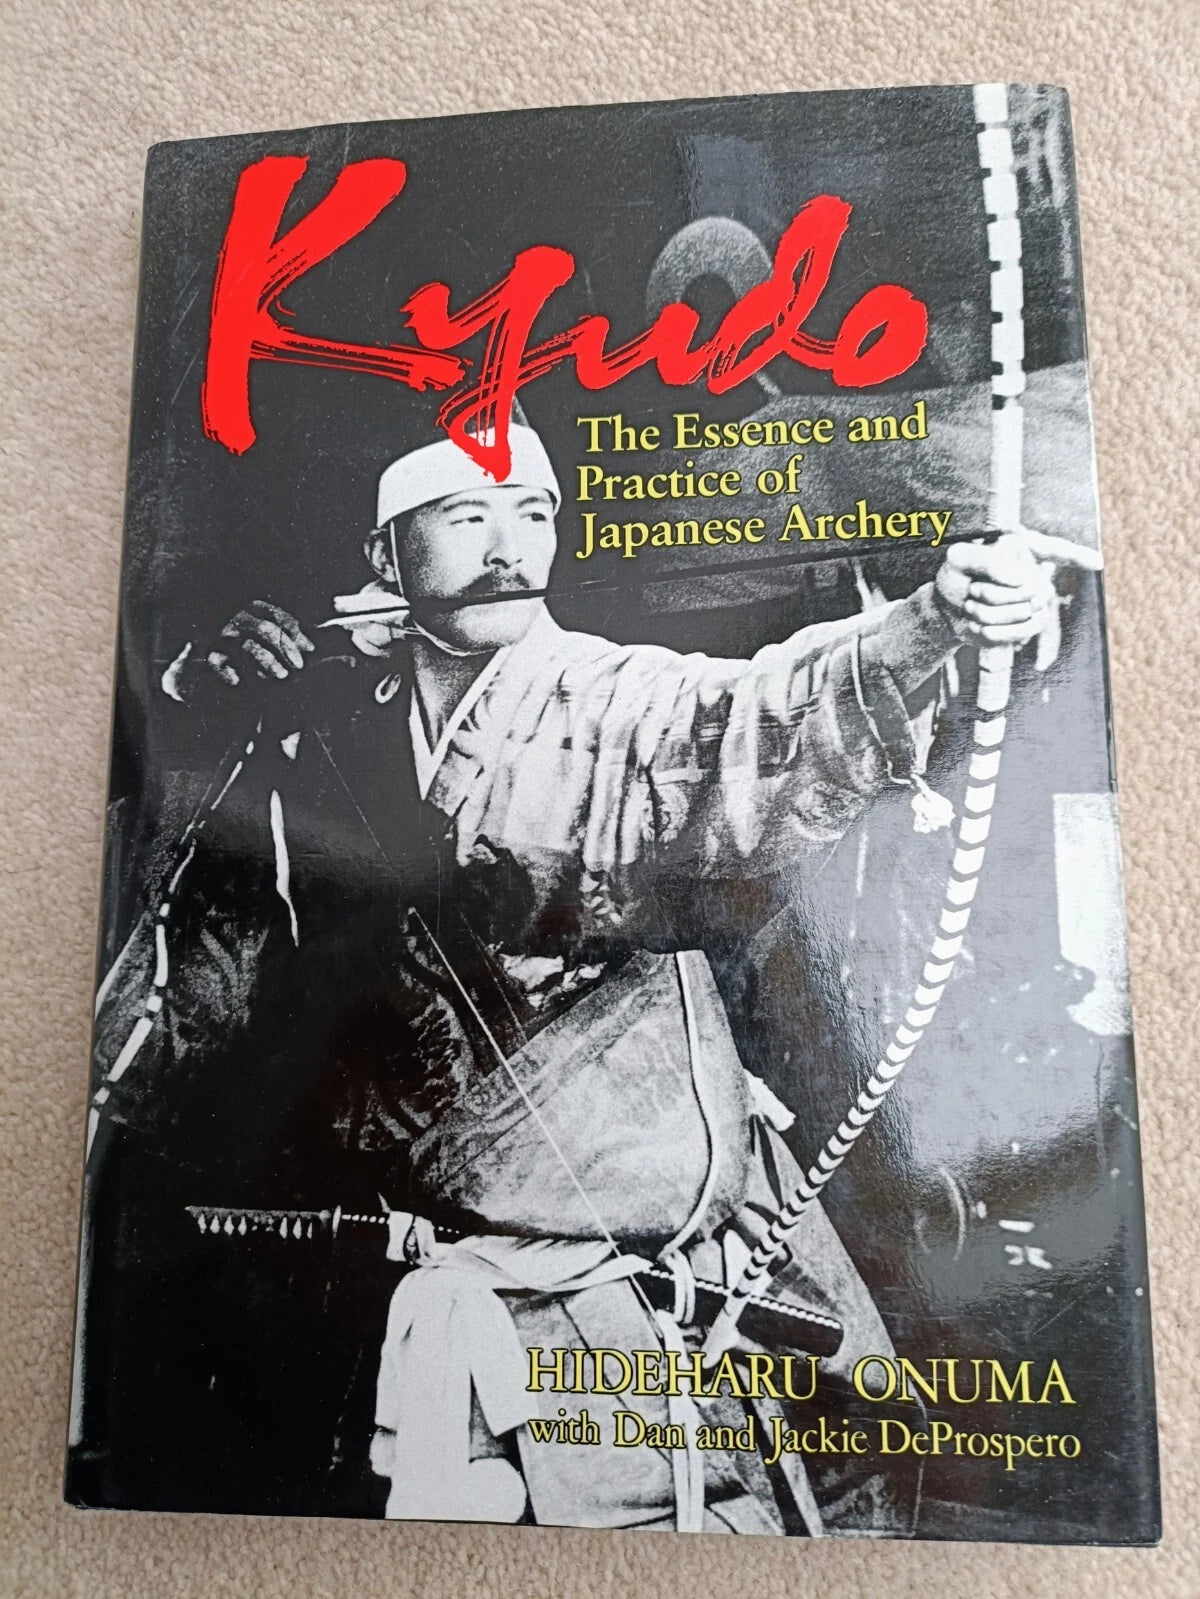 Kyudo
The Essence and
Practice of
Japanese Archery
HIDEHARU ONUMA
with Dan and Jackie DeProspero